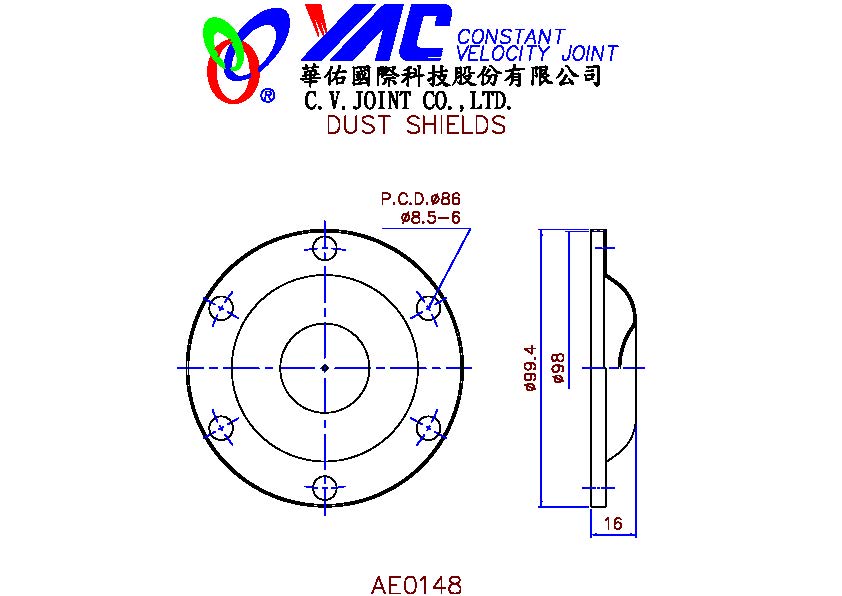 YAC CONSTANT
VELOCITY JOINT
®
華佑國際科技股份有限公司
C.V.JOINT CO.,LTD.
DUST SHIELDS
P.C.D.ø86
ø8.5-6
ø99.4
ø98
16
AE0148